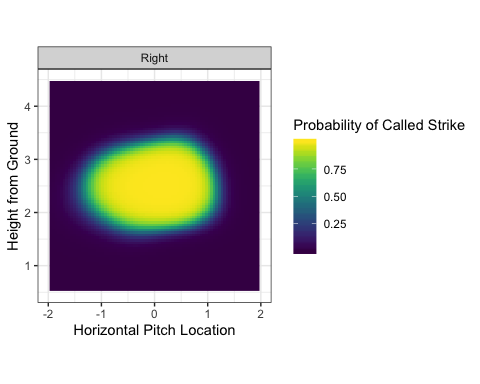 Right
Height from Ground
4
3
2
1
-2 -1 0 1 2
Horizontal Pitch Location
Probability of Called Strike
0.75
0.50
0.25